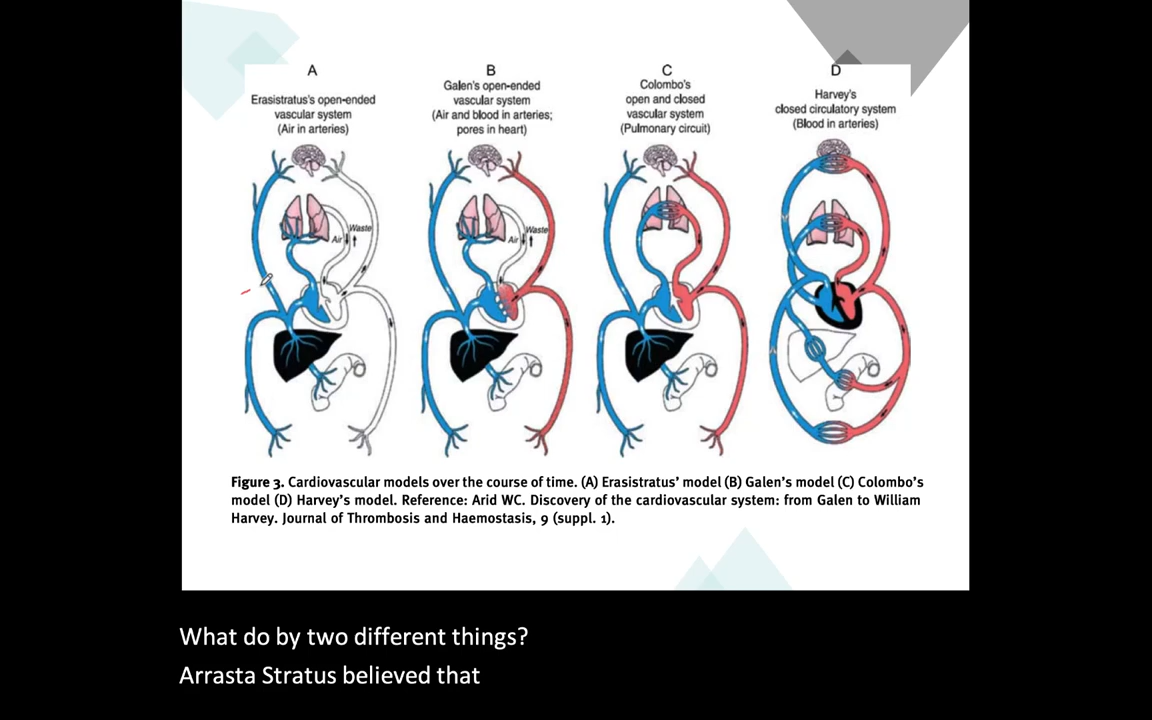 A
Erasistratus's open-ended
vascular system
(Air in arteries)
B
Galen's open-ended
vascular system
(Air and blood in arteries;
pores in heart)
C
Colombo's
open and closed
vascular system
(Pulmonary circuit)
D
Harvey's
closed circulatory system
(Blood in arteries)
Waste
Air
Waste
Air
Figure 3. Cardiovascular models over the course of time. (A) Erasistratus' model (B) Galen's model (C) Colombo's
model (D) Harvey's model. Reference: Arid WC. Discovery of the cardiovascular system: from Galen to William
Harvey. Journal of Thrombosis and Haemostasis, 9 (suppl. 1).
What do by two different things?
Arrasta Stratus believed that